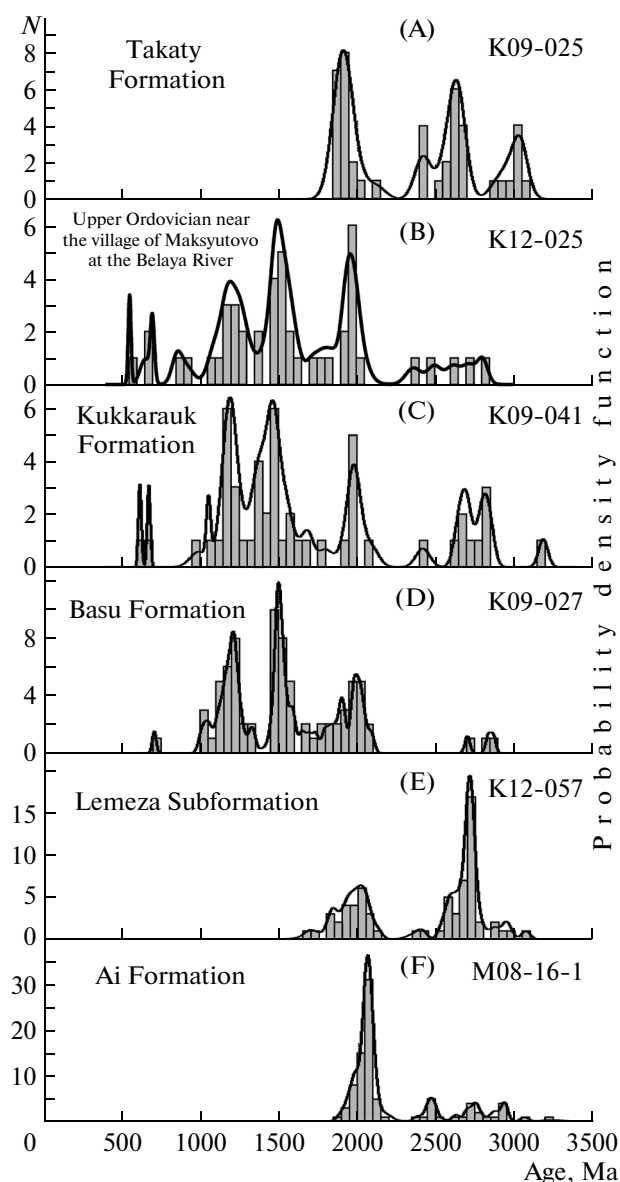 N
(A)
K09-025
Takaty
Formation
8
6
4
2
0
Upper Ordovician near
the village of Maksyutovo
at the Belaya River
(B)
K12-025
6
4
2
0
Kukkarauk
Formation
(C)
K09-041
6
4
2
0
Basu Formation
(D)
K09-027
8
4
0
Lemeza Subformation
(E)
K12-057
15
10
5
0
Ai Formation
(F)
M08-16-1
30
20
10
0
500
1000
1500
2000
2500
3000
3500
Age, Ma
Probability density function